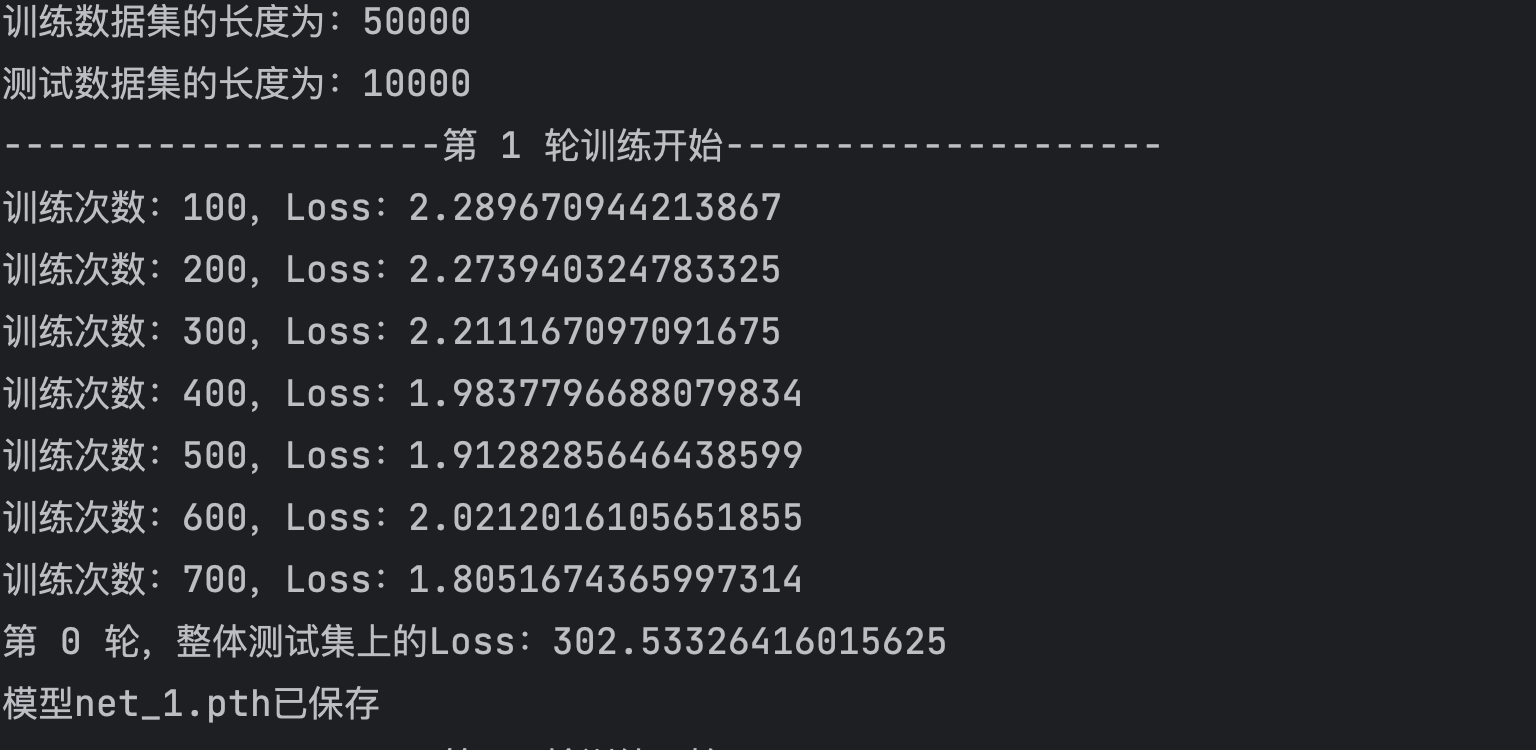 训练数据集的长度为：50000
测试数据集的长度为：10000
--------------------第 1 轮训练开始--------------------
训练次数：100，Loss：2.289670944213867
训练次数：200，Loss：2.273940324783325
训练次数：300，Loss：2.211167097091675
训练次数：400，Loss：1.9837796688079834
训练次数：500，Loss：1.9128285646438599
训练次数：600，Loss：2.0212016105651855
训练次数：700，Loss：1.8051674365997314
第 0 轮，整体测试集上的Loss：302.53326416015625
模型net_1.pth已保存